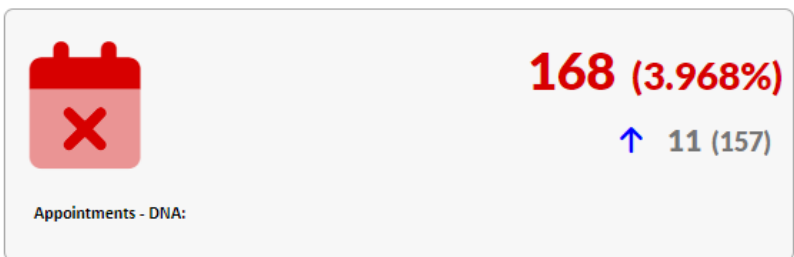 168 (3.968%)
↑ 11 (157)
Appointments - DNA: